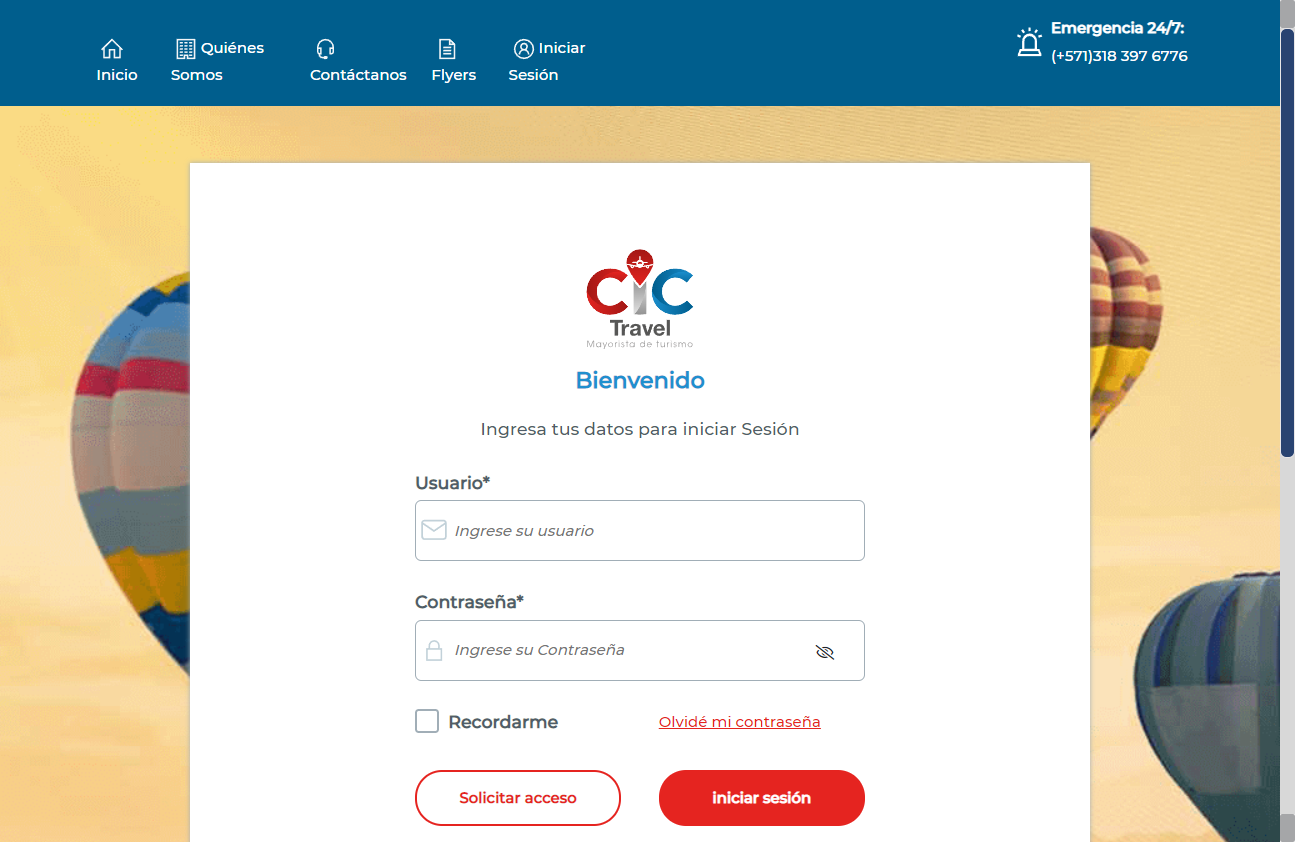 Inicio
Quiénes Somos
Contáctanos
Flyers
Iniciar Sesión
Emergencia 24/7:
(+571)318 397 6776
CiC
Travel
Mayorista de turismo
Bienvenido
Ingresa tus datos para iniciar Sesión
Usuario*
Ingrese su usuario
Contraseña*
Ingrese su Contraseña
Recordarme
Olvidé mi contraseña
Solicitar acceso
iniciar sesión